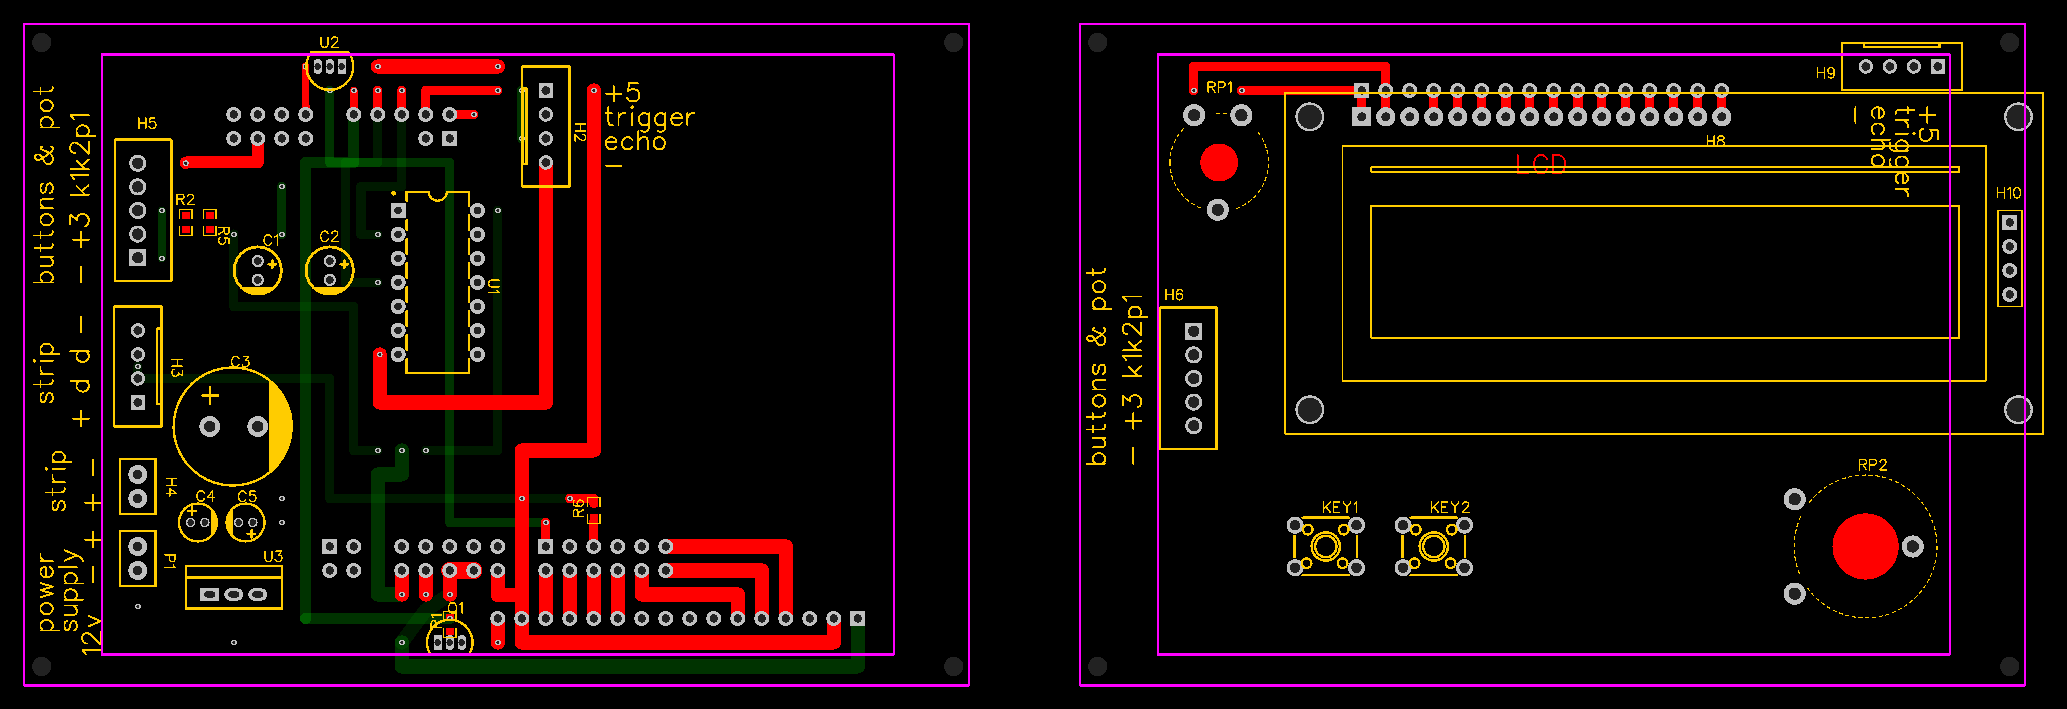 U2
H5
buttons & pot
- +3 k1k2p1
R2
R5
C1
C2
U1
H2
+5
trigger
echo
-
strip
+ d d -
H3
C3
strip
- + + -
H4
C4
C5
P1
U3
power
supply
12v
R6
Q1
R1
RP1
H8
LCD
H9
+5
trigger
echo
-
H10
buttons & pot
- +3 k1k2p1
H6
KEY1
KEY2
RP2